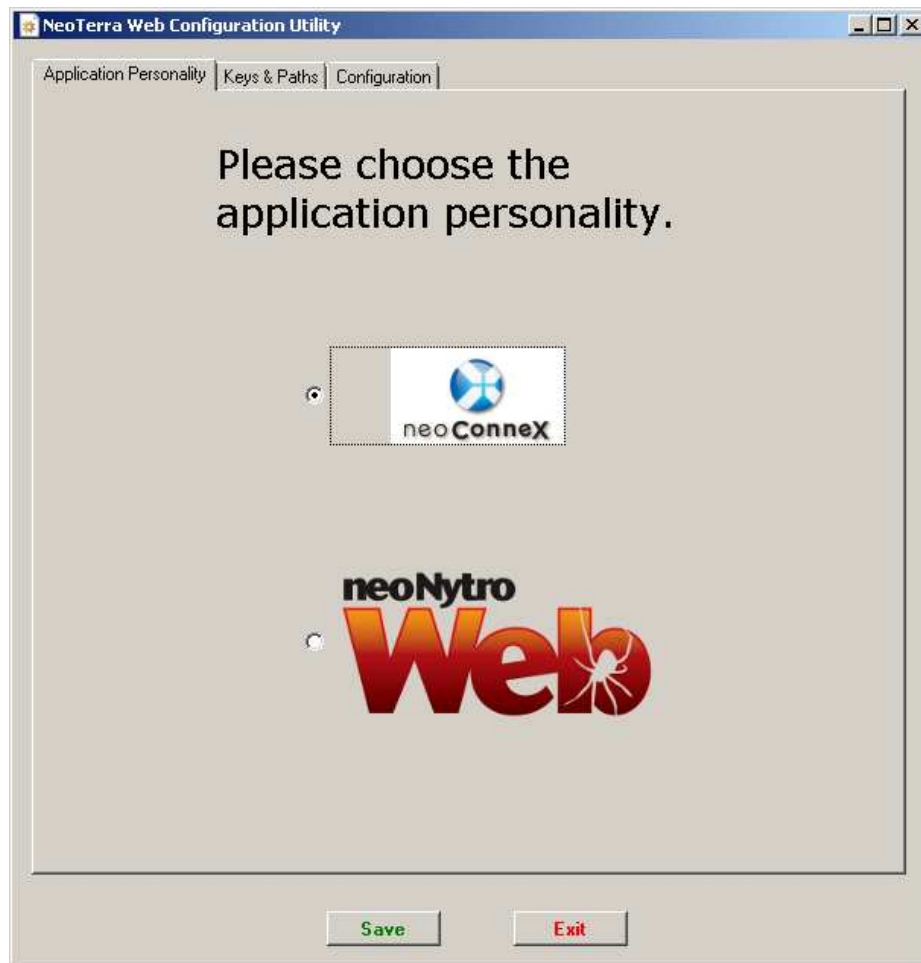 NeoTerra Web Configuration Utility
Application Personality
Keys & Paths
Configuration
Please choose the
application personality.
neoConneX
neoNytro
Web
Save
Exit